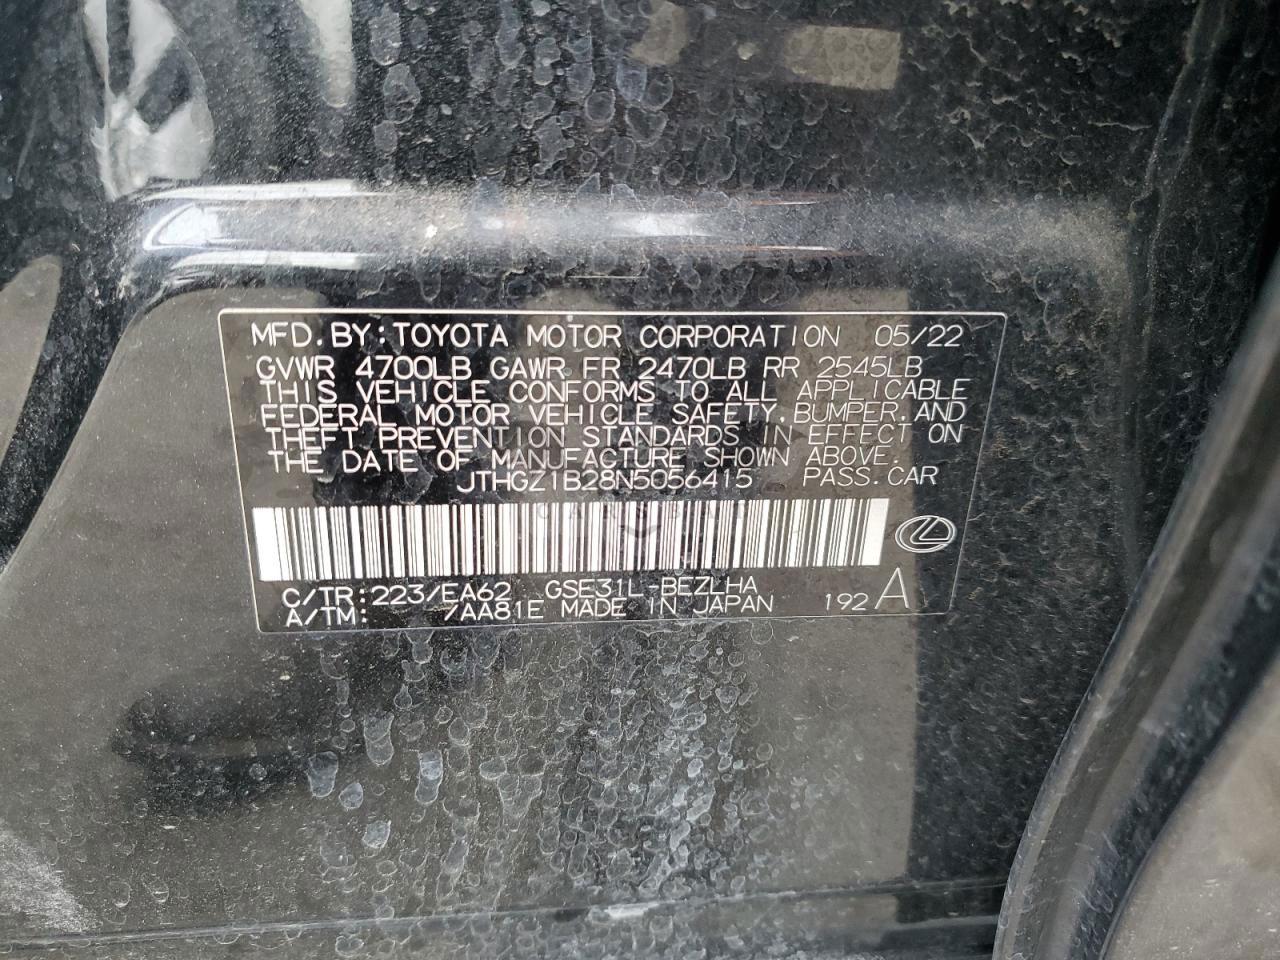 MFD. BY: TOYOTA MOTOR CORPORATION 05/22
GVWR 4700LB GAWR FR 2470LB RR 2545LB
THIS VEHICLE CONFORMS TO ALL APPLICABLE
FEDERAL MOTOR VEHICLE SAFETY, BUMPER, AND
THEFT PREVENTION STANDARDS IN EFFECT ON
THE DATE OF MANUFACTURE SHOWN ABOVE.
JTHGZ1B28N5056415 PASS. CAR
C/TR: 223/EA62 GSE31L-BEZLHA
A/TM: /AA81E MADE IN JAPAN 192 A